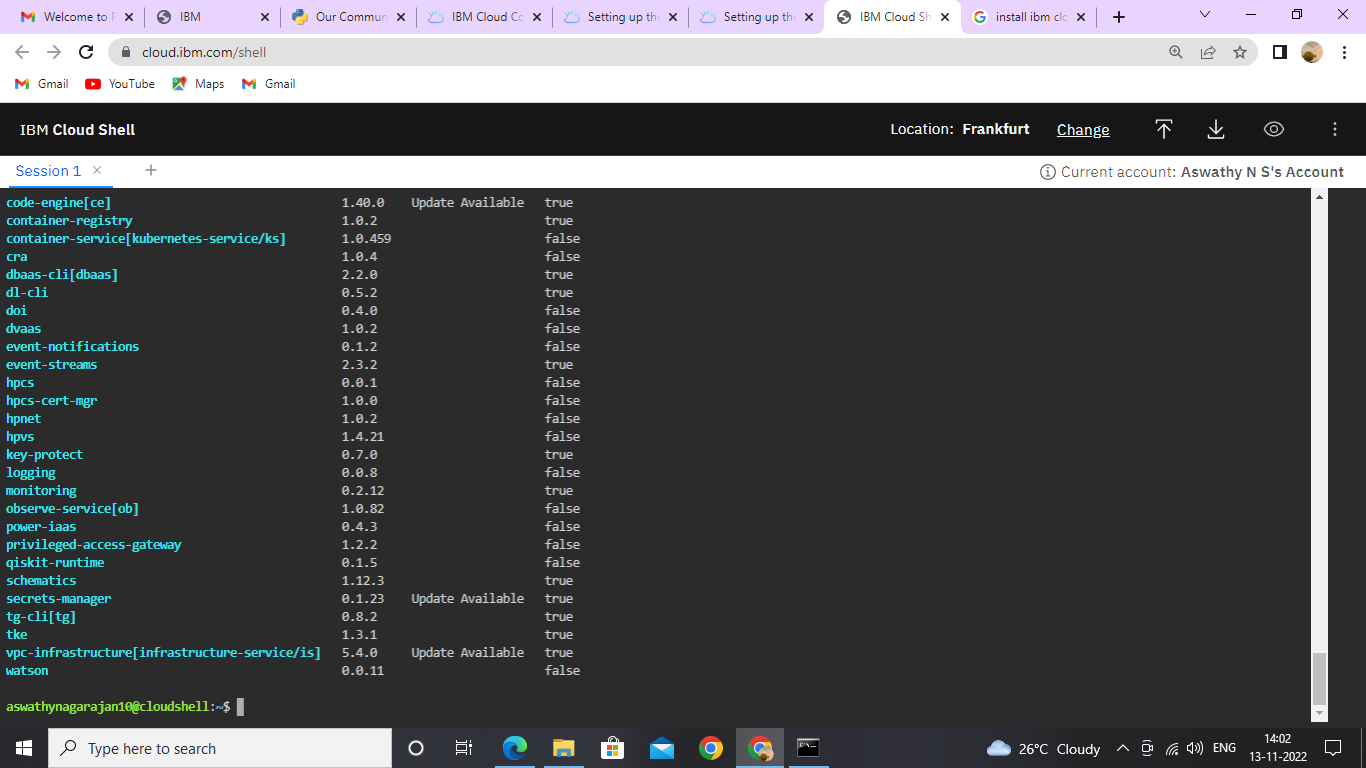 Welcome to P
IBM
Our Commun
IBM Cloud Co
Setting up the
Setting up the
IBM Cloud Sh
install ibm clo
cloud.ibm.com/shell
Gmail YouTube Maps Gmail
IBM Cloud Shell
Location: Frankfurt Change
Session 1
Current account: Aswathy N S's Account
code-engine[ce] 1.40.0 Update Available true
container-registry 1.0.2 true
container-service[kubernetes-service/ks] 1.0.459 false
cra 1.0.4 false
dbaas-cli[dbaas] 2.2.0 true
dl-cli 0.5.2 true
doi 0.4.0 false
dvaas 1.0.2 false
event-notifications 0.1.2 false
event-streams 2.3.2 true
hpcs 0.0.1 false
hpcs-cert-mgr 1.0.0 false
hpnet 1.0.2 false
hpvs 1.4.21 false
key-protect 0.7.0 true
logging 0.0.8 false
monitoring 0.2.12 true
observe-service[ob] 1.0.82 false
power-iaas 0.4.3 false
privileged-access-gateway 1.2.2 false
qiskit-runtime 0.1.5 false
schematics 1.12.3 true
secrets-manager 0.1.23 Update Available true
tg-cli[tg] 0.8.2 true
tke 1.3.1 true
vpc-infrastructure[infrastructure-service/is] 5.4.0 Update Available true
watson 0.0.11 false
aswathynagarajan10@cloudshell:~$
Type here to search
26°C Cloudy
ENG
14:02
13-11-2022